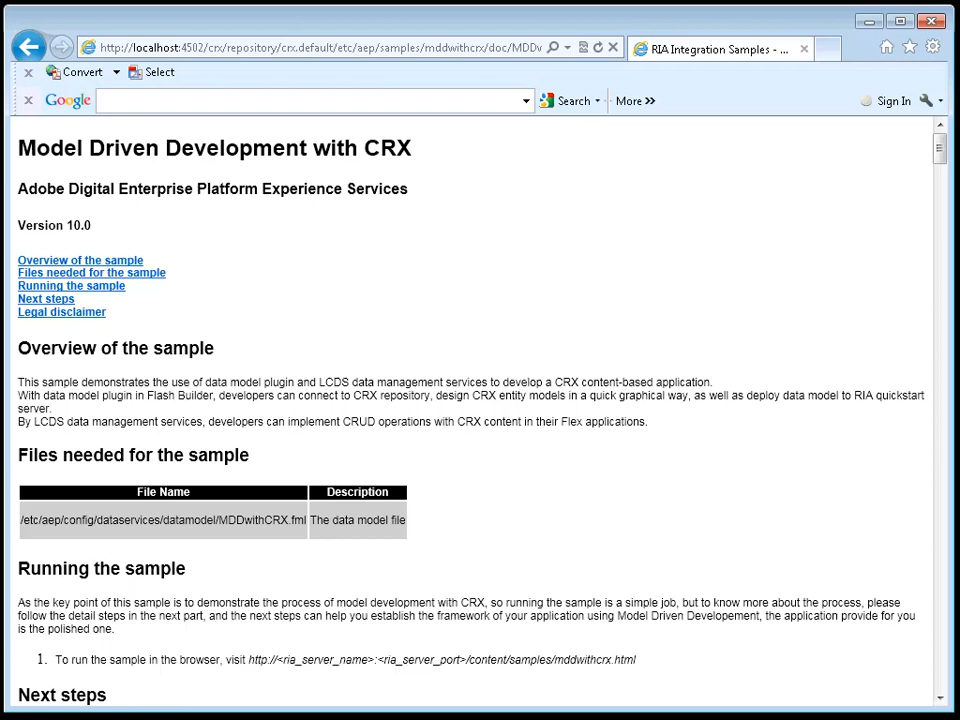 http://localhost:4502/crx/repository/crx.default/etc/aep/samples/mddwithcrx/doc/MDDv
RIA Integration Samples - ...
x Convert Select
x Google Search More >> Sign In
Model Driven Development with CRX
Adobe Digital Enterprise Platform Experience Services
Version 10.0
Overview of the sample
Files needed for the sample
Running the sample
Next steps
Legal disclaimer
Overview of the sample
This sample demonstrates the use of data model plugin and LCDS data management services to develop a CRX content-based application.
With data model plugin in Flash Builder, developers can connect to CRX repository, design CRX entity models in a quick graphical way, as well as deploy data model to RIA quickstart
server.
By LCDS data management services, developers can implement CRUD operations with CRX content in their Flex applications.
Files needed for the sample
File Name Description
/etc/aep/config/dataservices/datamodel/MDDwithCRX.fml The data model file
Running the sample
As the key point of this sample is to demonstrate the process of model development with CRX, so running the sample is a simple job, but to know more about the process, please
follow the detail steps in the next part, and the next steps can help you establish the framework of your application using Model Driven Developement, the application provide for you
is the polished one.
1. To run the sample in the browser, visit http://<ria_server_name>:<ria_server_port>/content/samples/mddwithcrx.html
Next steps